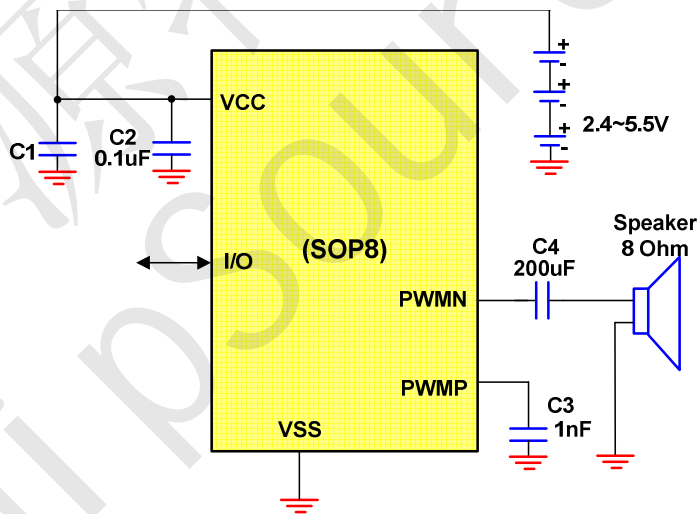 VCC
C1
C2
0.1uF
+
-
+
-
+
-
2.4~5.5V
I/O
(SOP8)
C4
200uF
Speaker
8 Ohm
PWMN
PWMP
C3
1nF
VSS